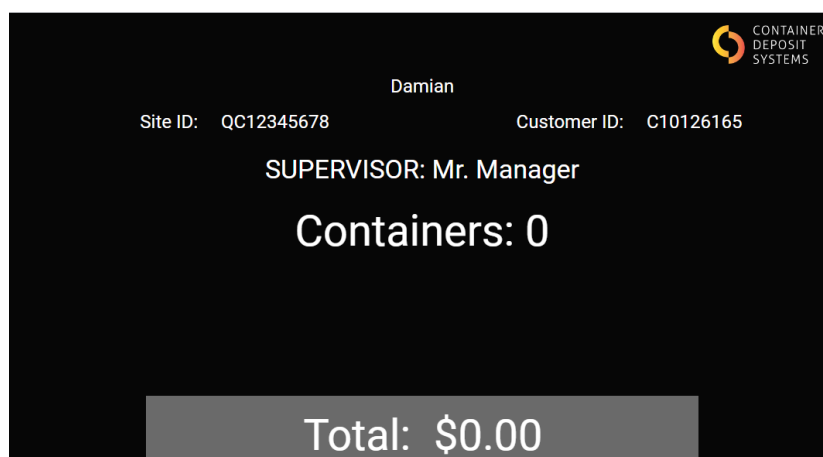 CONTAINER
DEPOSIT
SYSTEMS
Damian
Site ID: QC12345678 Customer ID: C10126165
SUPERVISOR: Mr. Manager
Containers: 0
Total: $0.00